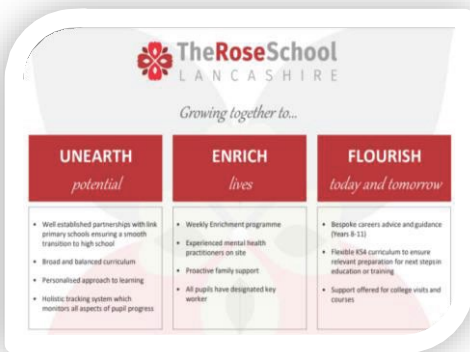 TheRoseSchool
LANCASHIRE
Growing together to...
UNEARTH
potential
• Well established partnerships with link
primary schools ensuring a smooth
transition to high school
• Broad and balanced curriculum
• Personalised approach to learning
• Holistic tracking system which
monitors all aspects of pupil progress
ENRICH
lives
• Weekly Enrichment programme
• Experienced mental health
practitioners on site
• Proactive family support
• All pupils have designated key
worker
FLOURISH
today and tomorrow
• Bespoke careers advice and guidance
(Years 8-11)
• Flexible KS4 curriculum to ensure
relevant preparation for next steps in
education or training
• Support offered for college visits and
courses